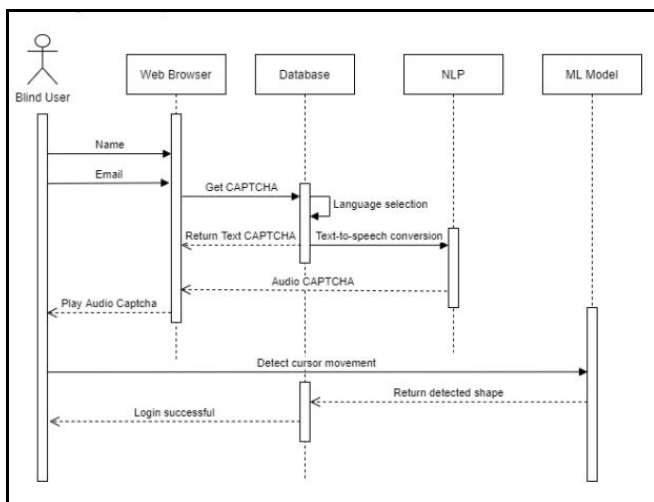 Web Browser
Database
NLP
ML Model
Blind User
Name
Email
Get CAPTCHA
Language selection
Return Text CAPTCHA
Text-to-speech conversion
Audio CAPTCHA
Play Audio Captcha
Detect cursor movement
Return detected shape
Login successful